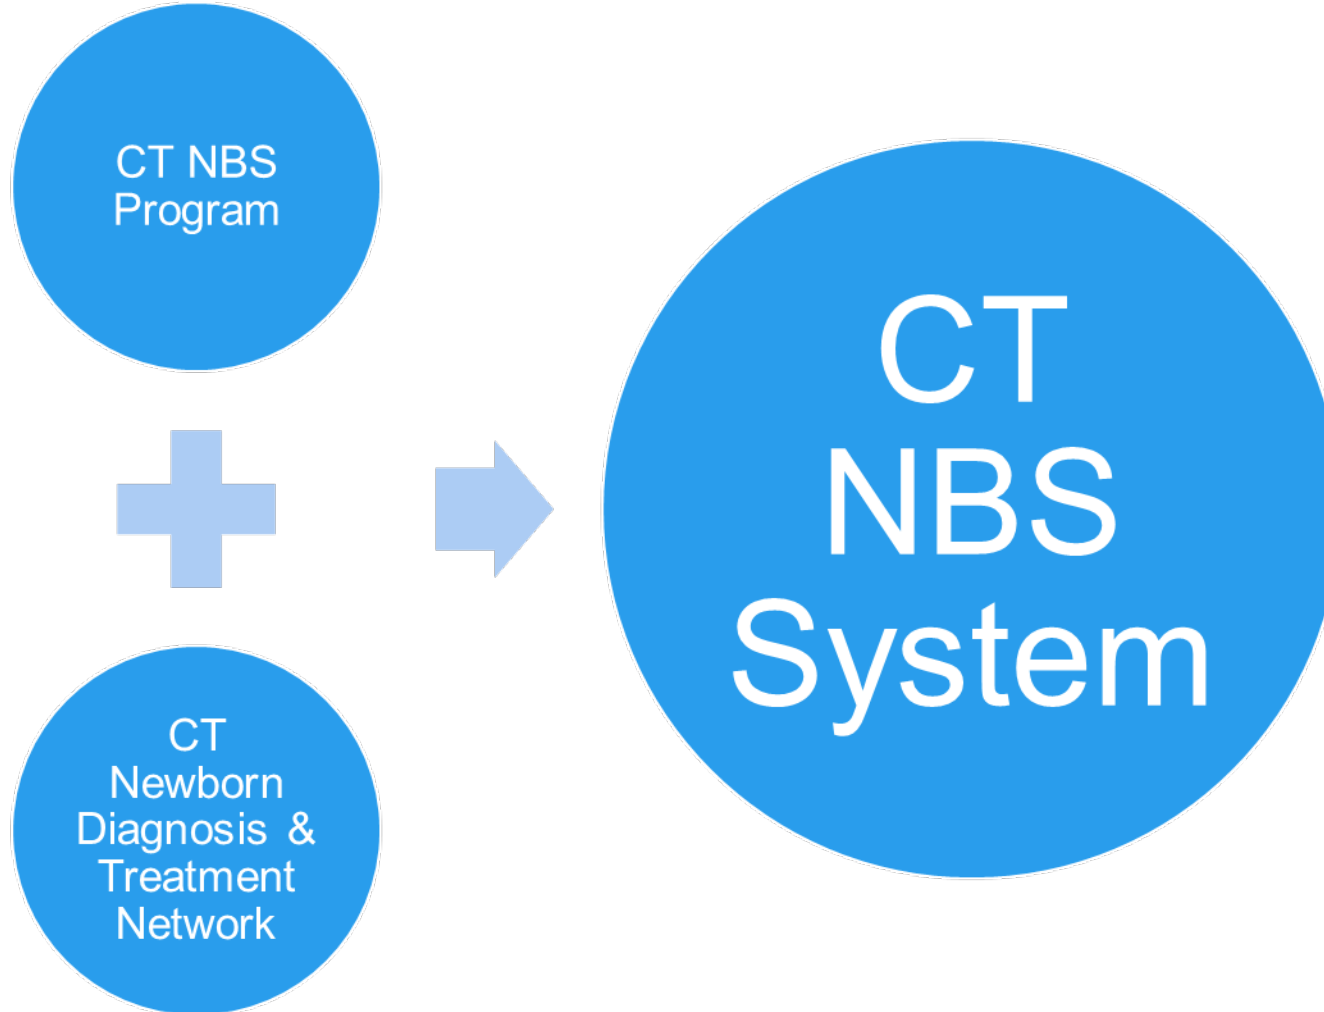 CT NBS
Program
CT
Newborn
Diagnosis &
Treatment
Network
CT
NBS
System